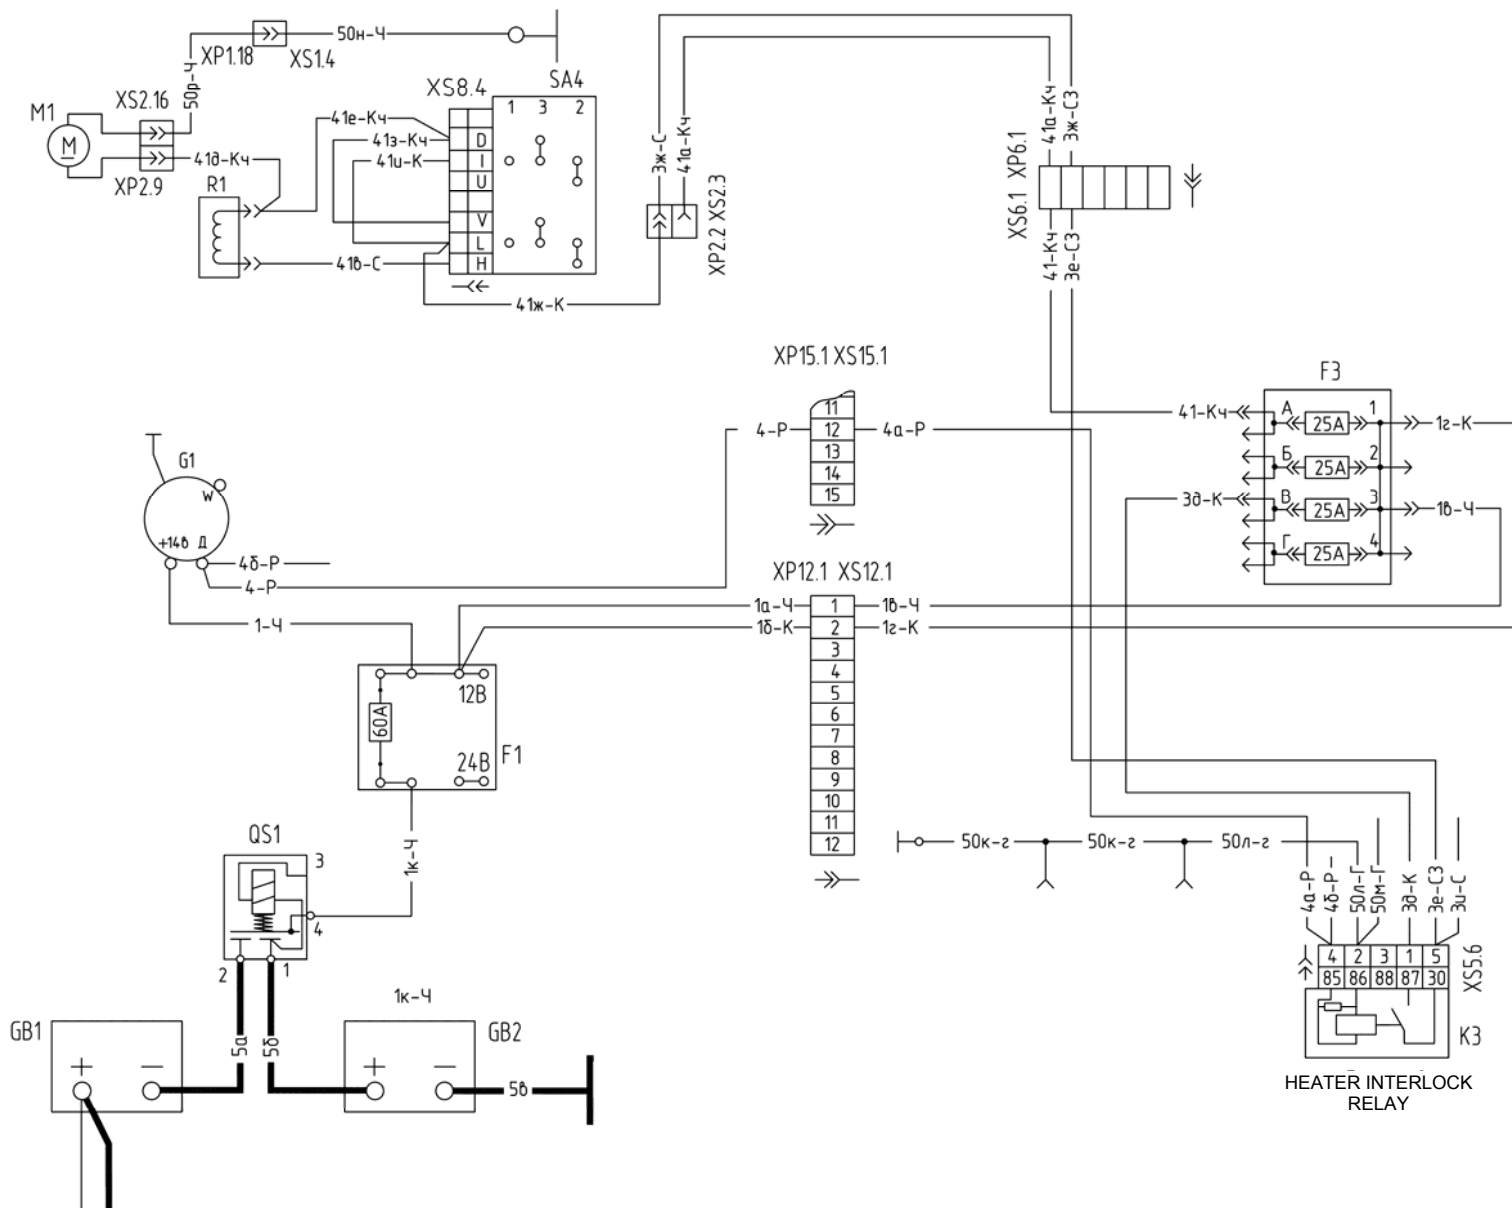 50н-Ч
XP1.18
XS1.4
50р-Ч
M1
XS2.16
M
XP2.9
41д-Кч
R1
XS8.4
SA4
1 3 2
41е-Кч
41з-Кч
41и-К
D
I
U
V
L
H
41в-С
41ж-К
3ж-С
41а-Кч
XP2.2 XS2.3
41а-Кч
3ж-СЗ
XS6.1 XP6.1
41-Кч
3е-СЗ
XP15.1 XS15.1
11
4-Р 12 4а-Р
13
14
15
F3
41-Кч А 25А 1 1г-К
Б 25А 2
3д-К В 25А 3 1в-Ч
Г 25А 4
G1
W
+14в Д
4б-Р
4-Р
1-Ч
XP12.1 XS12.1
1а-Ч 1 1в-Ч
1б-К 2 1г-К
3
4
5
6
7
8
9
10
11
12
12В
60А
24В
F1
1к-Ч
QS1
3
4
2
1
50к-г 50к-г 50л-г
4а-Р
4б-Р
50л-Г
50м-Г
3д-К
3е-СЗ
3и-С
4 2 3 1 5
85 86 88 87 30
XS5.6
K3
HEATER INTERLOCK
RELAY
1к-Ч
GB1
+ −
5а
5б
GB2
+ −
5в